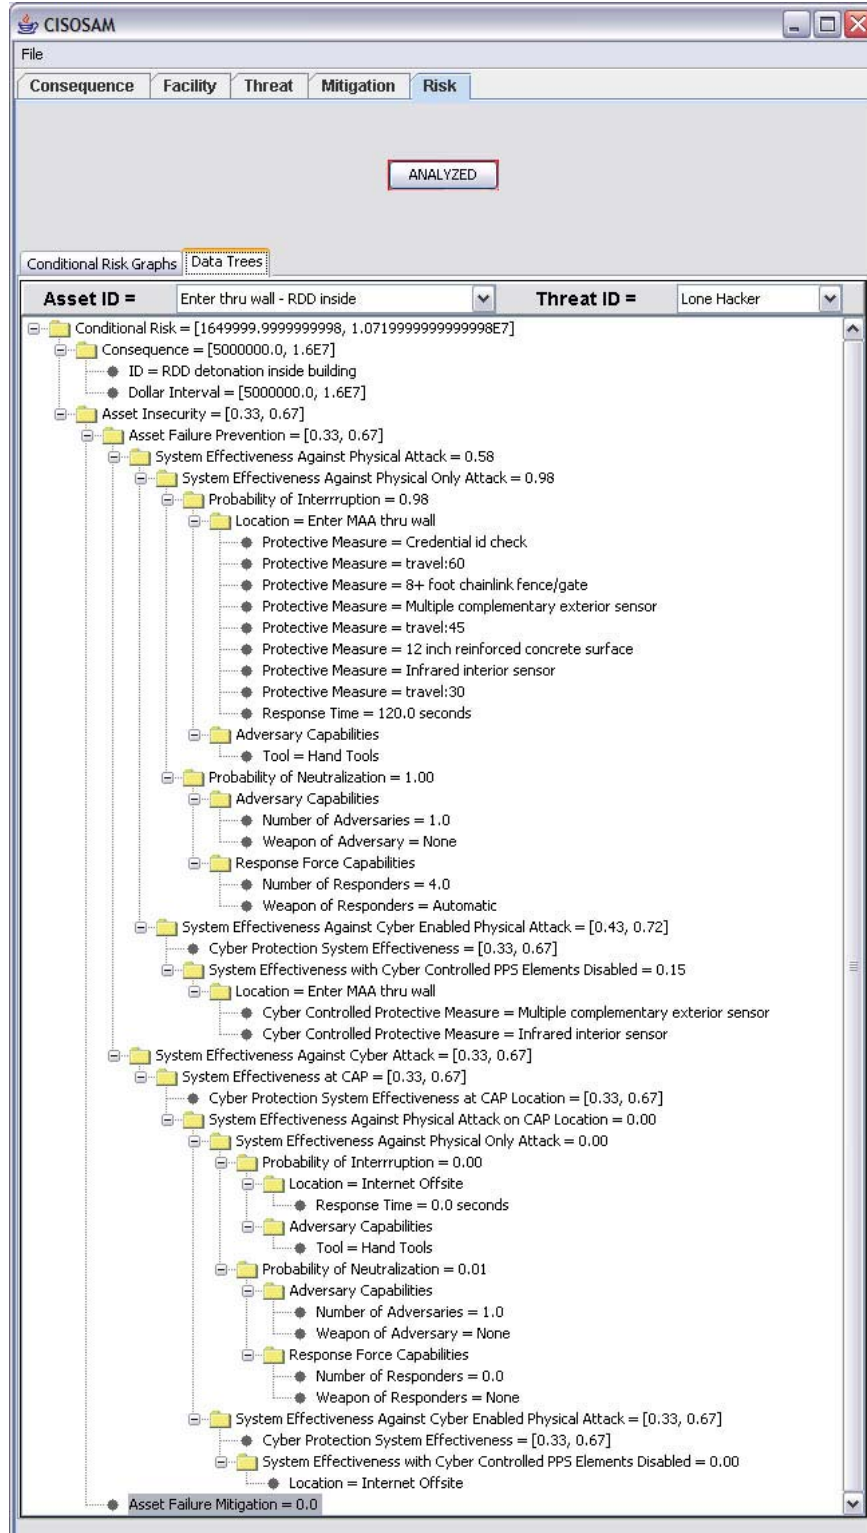 CISOSAM
File
Consequence Facility Threat Mitigation Risk
ANALYZED
Conditional Risk Graphs Data Trees
Asset ID = Enter thru wall - RDD inside Threat ID = Lone Hacker
Conditional Risk = [1649999.9999999998, 1.0719999999999998E7]
Consequence = [5000000.0, 1.6E7]
ID = RDD detonation inside building
Dollar Interval = [5000000.0, 1.6E7]
Asset Insecurity = [0.33, 0.67]
Asset Failure Prevention = [0.33, 0.67]
System Effectiveness Against Physical Attack = 0.58
System Effectiveness Against Physical Only Attack = 0.98
Probability of Interrruption = 0.98
Location = Enter MAA thru wall
Protective Measure = Credential id check
Protective Measure = travel:60
Protective Measure = 8+ foot chainlink fence/gate
Protective Measure = Multiple complementary exterior sensor
Protective Measure = travel:45
Protective Measure = 12 inch reinforced concrete surface
Protective Measure = Infrared interior sensor
Protective Measure = travel:30
Response Time = 120.0 seconds
Adversary Capabilities
Tool = Hand Tools
Probability of Neutralization = 1.00
Adversary Capabilities
Number of Adversaries = 1.0
Weapon of Adversary = None
Response Force Capabilities
Number of Responders = 4.0
Weapon of Responders = Automatic
System Effectiveness Against Cyber Enabled Physical Attack = [0.43, 0.72]
Cyber Protection System Effectiveness = [0.33, 0.67]
System Effectiveness with Cyber Controlled PPS Elements Disabled = 0.15
Location = Enter MAA thru wall
Cyber Controlled Protective Measure = Multiple complementary exterior sensor
Cyber Controlled Protective Measure = Infrared interior sensor
System Effectiveness Against Cyber Attack = [0.33, 0.67]
System Effectiveness at CAP = [0.33, 0.67]
Cyber Protection System Effectiveness at CAP Location = [0.33, 0.67]
System Effectiveness Against Physical Attack on CAP Location = 0.00
System Effectiveness Against Physical Only Attack = 0.00
Probability of Interrruption = 0.00
Location = Internet Offsite
Response Time = 0.0 seconds
Adversary Capabilities
Tool = Hand Tools
Probability of Neutralization = 0.01
Adversary Capabilities
Number of Adversaries = 1.0
Weapon of Adversary = None
Response Force Capabilities
Number of Responders = 0.0
Weapon of Responders = None
System Effectiveness Against Cyber Enabled Physical Attack = [0.33, 0.67]
Cyber Protection System Effectiveness = [0.33, 0.67]
System Effectiveness with Cyber Controlled PPS Elements Disabled = 0.00
Location = Internet Offsite
Asset Failure Mitigation = 0.0